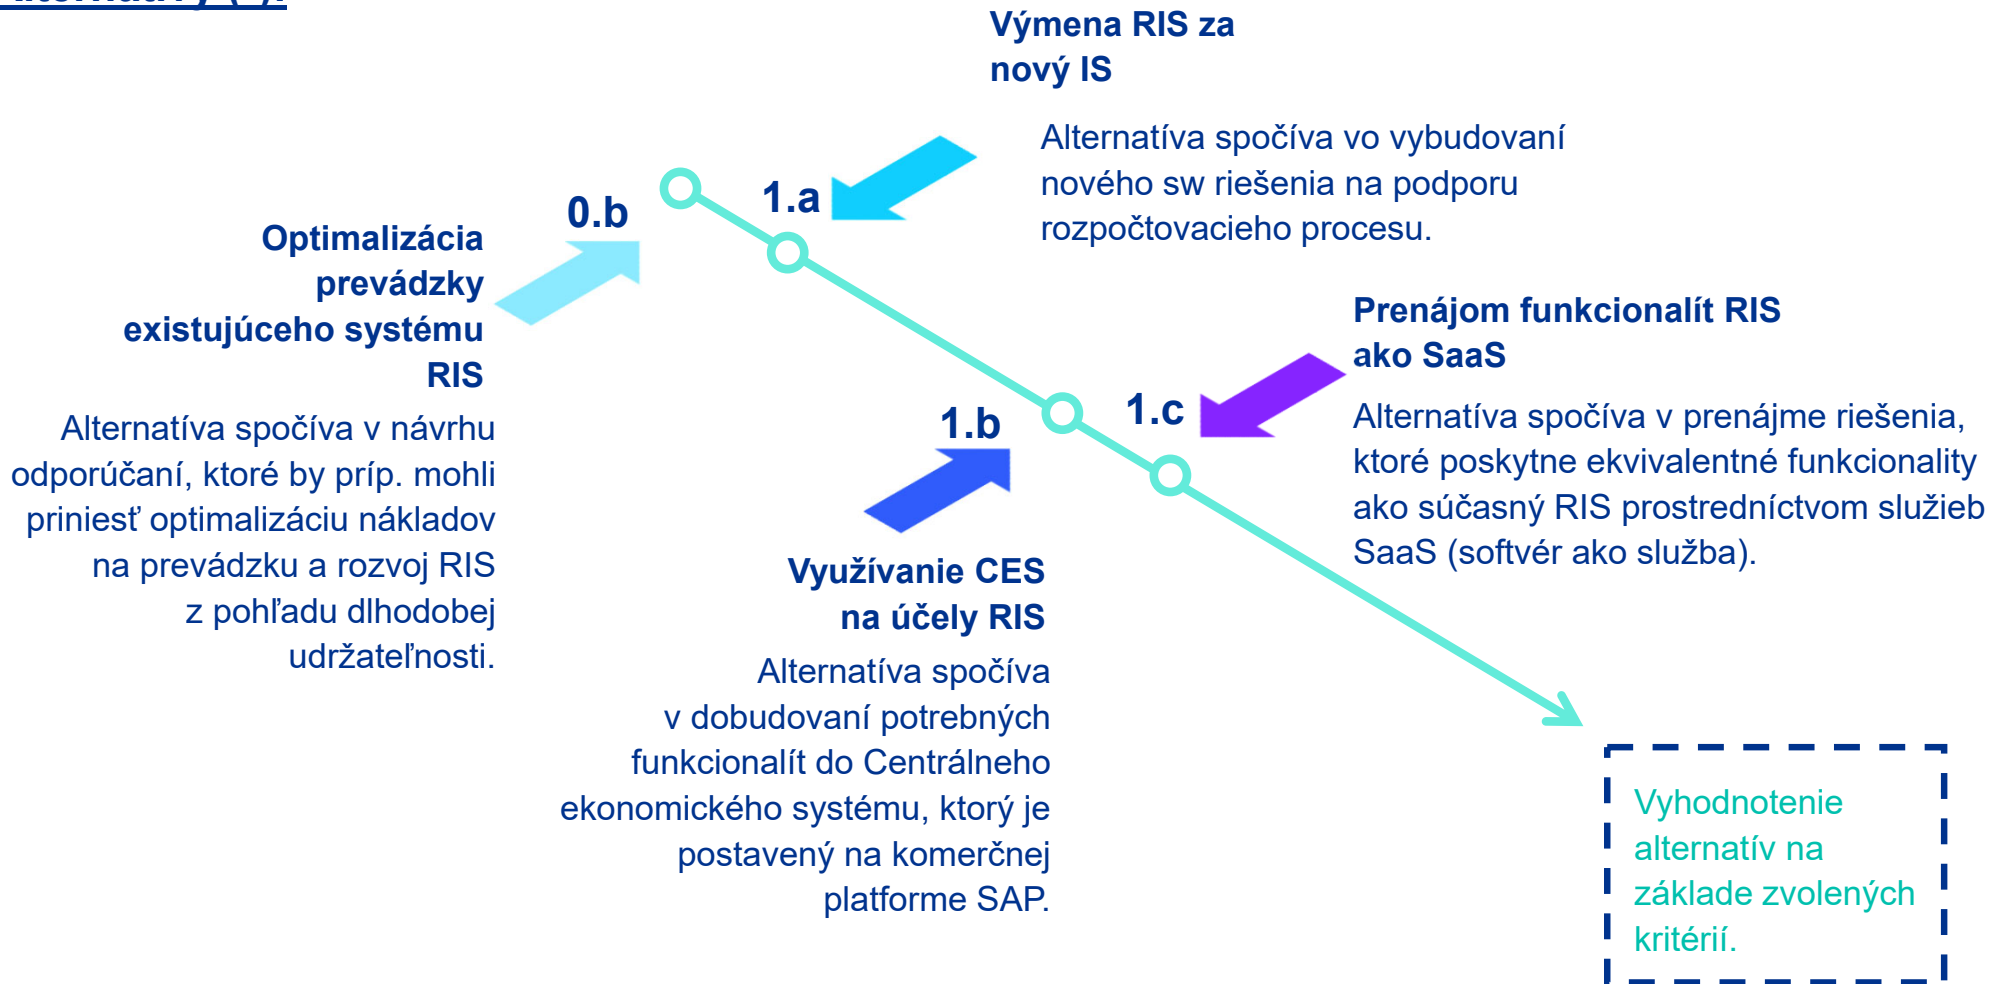 Výmena RIS za
nový IS
Alternatíva spočíva vo vybudovaní
nového sw riešenia na podporu
rozpočtovacieho procesu.
0.b
1.a
Optimalizácia
prevádzky
existujúceho systému
RIS
Alternatíva spočíva v návrhu
odporúčaní, ktoré by príp. mohli
priniesť optimalizáciu nákladov
na prevádzku a rozvoj RIS
z pohľadu dlhodobej
udržateľnosti.
Prenájom funkcionalít RIS
ako SaaS
1.b
1.c
Alternatíva spočíva v prenájme riešenia,
ktoré poskytne ekvivalentné funkcionality
ako súčasný RIS prostredníctvom služieb
SaaS (softvér ako služba).
Využívanie CES
na účely RIS
Alternatíva spočíva
v dobudovaní potrebných
funkcionalít do Centrálneho
ekonomického systému, ktorý je
postavený na komerčnej
platforme SAP.
Vyhodnotenie
alternatív na
základe zvolených
kritérií.